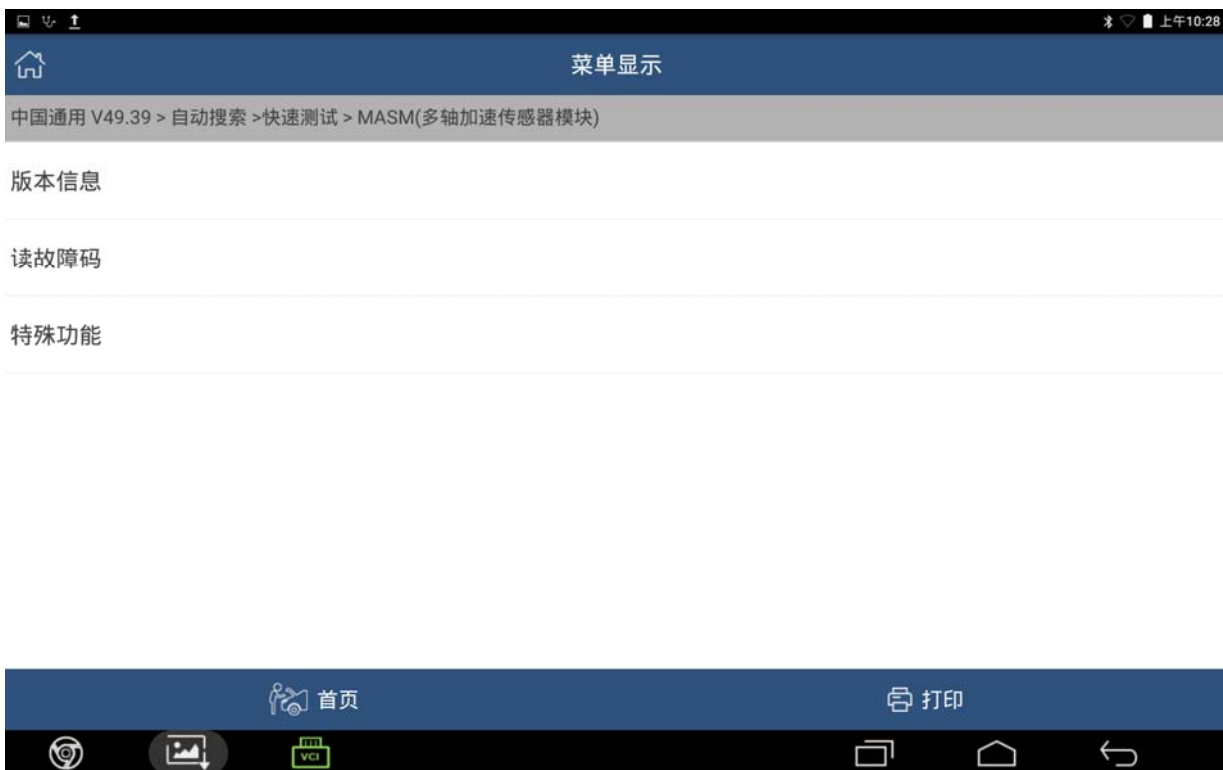 上午10:28
菜单显示
中国通用 V49.39 > 自动搜索 >快速测试 > MASM(多轴加速传感器模块)
版本信息
读故障码
特殊功能
首页
打印
VCI